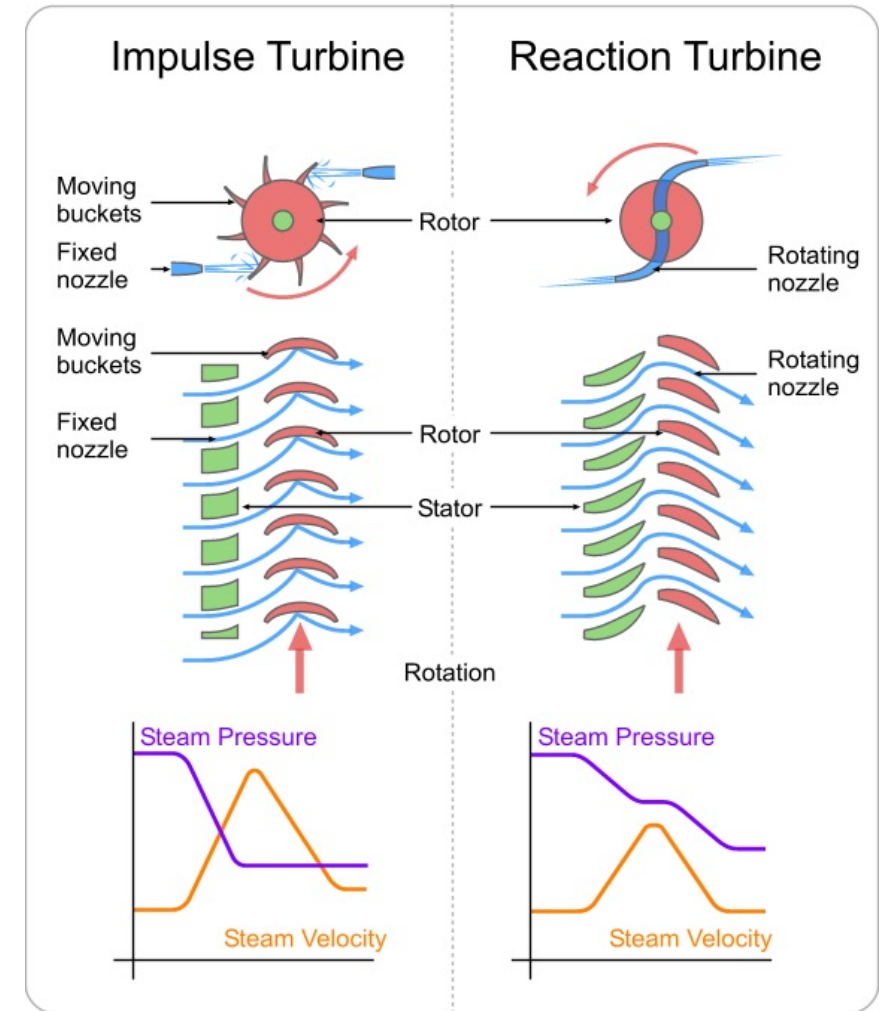 Impulse Turbine
Reaction Turbine
Moving
buckets
Fixed
nozzle
Rotor
Rotating
nozzle
Moving
buckets
Fixed
nozzle
Rotor
Stator
Rotating
nozzle
Rotation
Steam Pressure
Steam Velocity
Steam Pressure
Steam Velocity